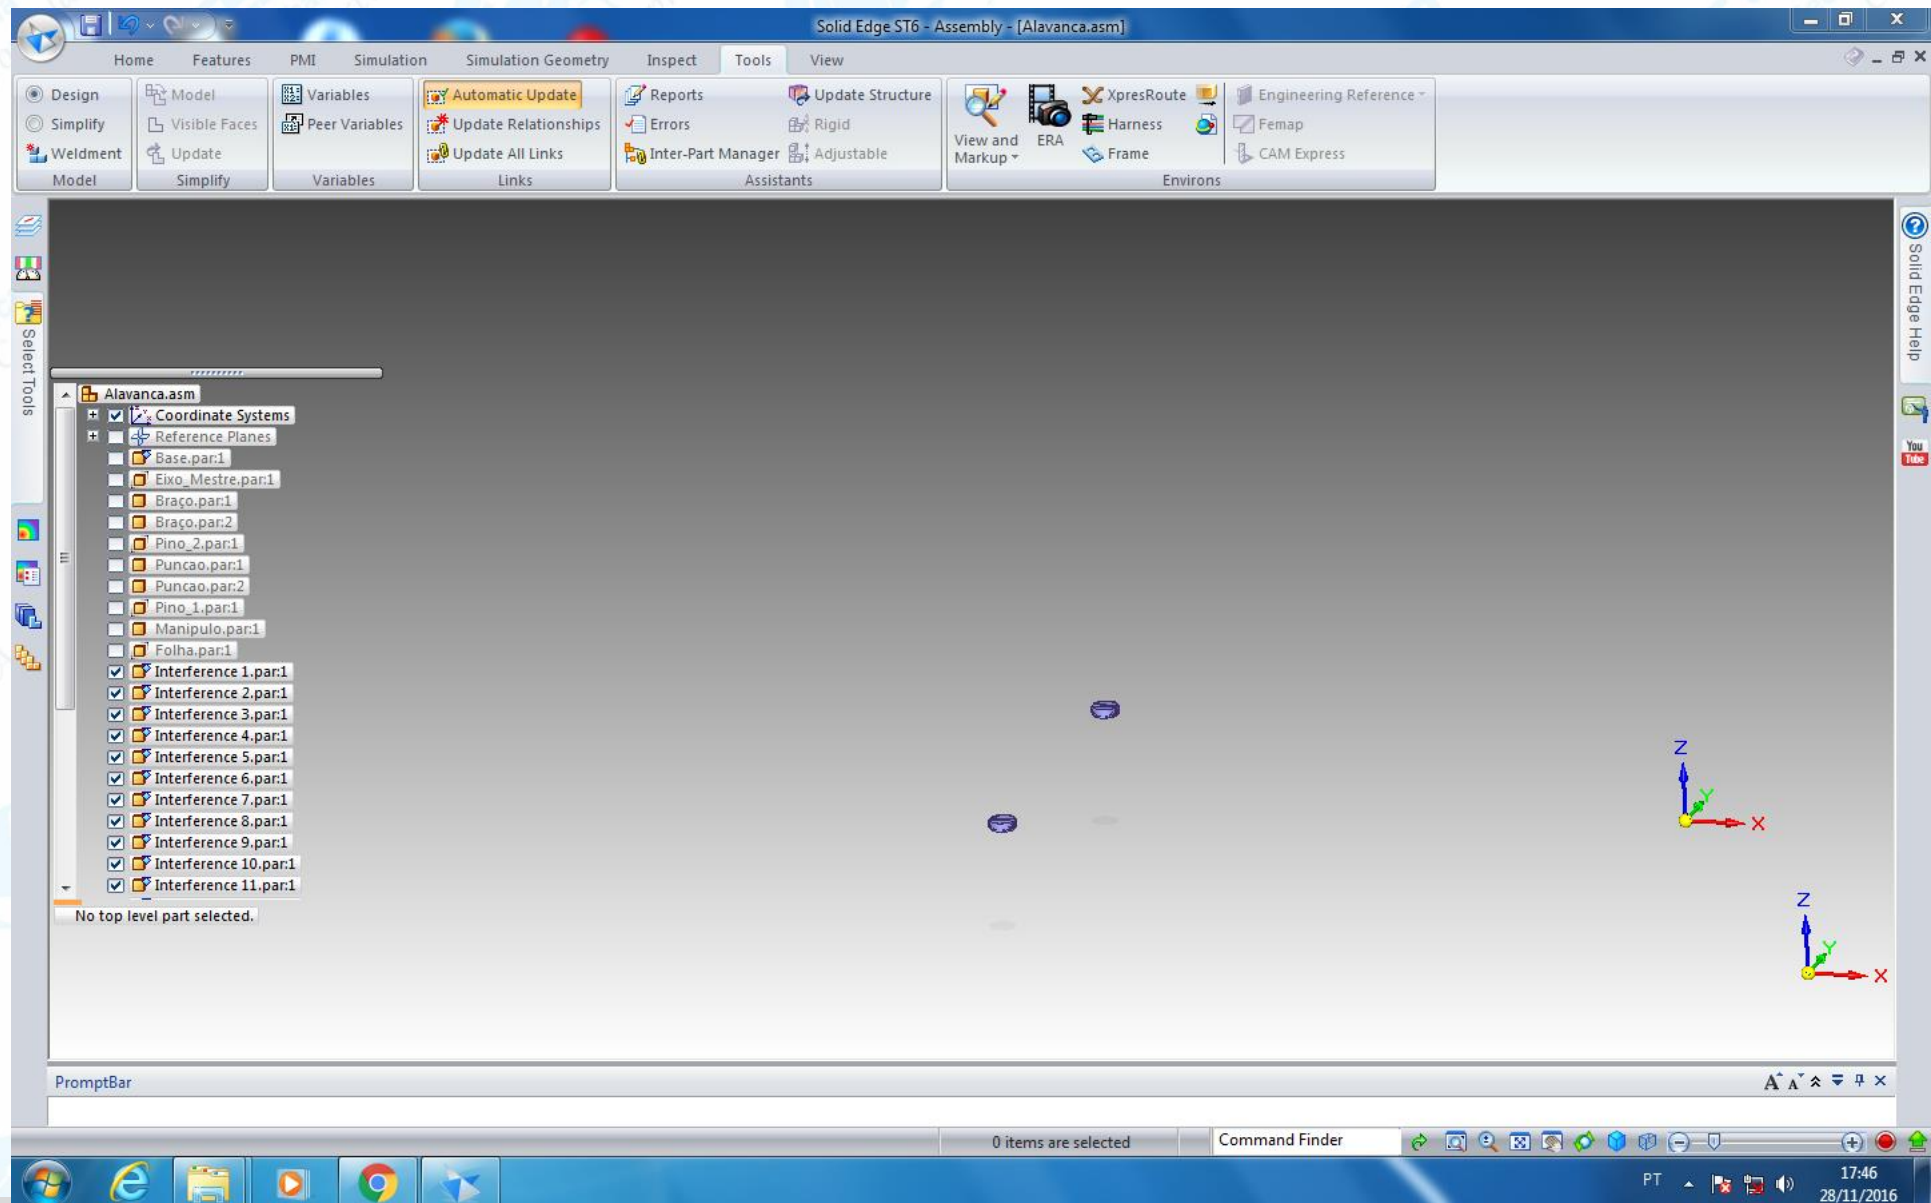 Solid Edge ST6 - Assembly - [Alavanca.asm]
Home Features PMI Simulation Simulation Geometry Inspect Tools View
Design Model Variables Automatic Update Reports Update Structure XpresRoute Engineering Reference
Simplify Visible Faces Peer Variables Update Relationships Errors Rigid View and Markup ERA Harness Femap
Weldment Update Update All Links Inter-Part Manager Adjustable Frame CAM Express
Model Simplify Variables Links Assistants Environs
Select Tools
Solid Edge Help
You
Tube
Alavanca.asm
Coordinate Systems
Reference Planes
Base.par:1
Eixo_Mestre.par:1
Braço.par:1
Braço.par:2
Pino_2.par:1
Puncao.par:1
Puncao.par:2
Pino_1.par:1
Manipulo.par:1
Folha.par:1
Interference 1.par:1
Interference 2.par:1
Interference 3.par:1
Interference 4.par:1
Interference 5.par:1
Interference 6.par:1
Interference 7.par:1
Interference 8.par:1
Interference 9.par:1
Interference 10.par:1
Interference 11.par:1
No top level part selected.
Z
Y
X
Z
Y
X
PromptBar
0 items are selected Command Finder
PT 17:46
28/11/2016